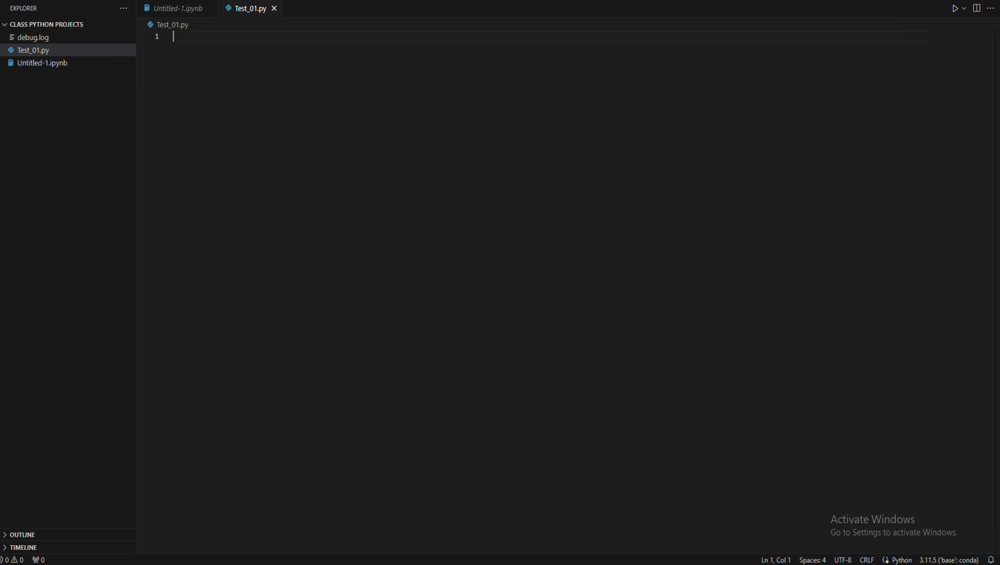 EXPLORER
Untitled-1.ipynb
Test_01.py
CLASS PYTHON PROJECTS
Test_01.py
debug.log
1
Test_01.py
Untitled-1.ipynb
Activate Windows
Go to Settings to activate Windows.
OUTLINE
TIMELINE
0 0 0 Ln 1, Col 1 Spaces: 4 UTF-8 CRLF Python 3.11.5 ('base': conda)